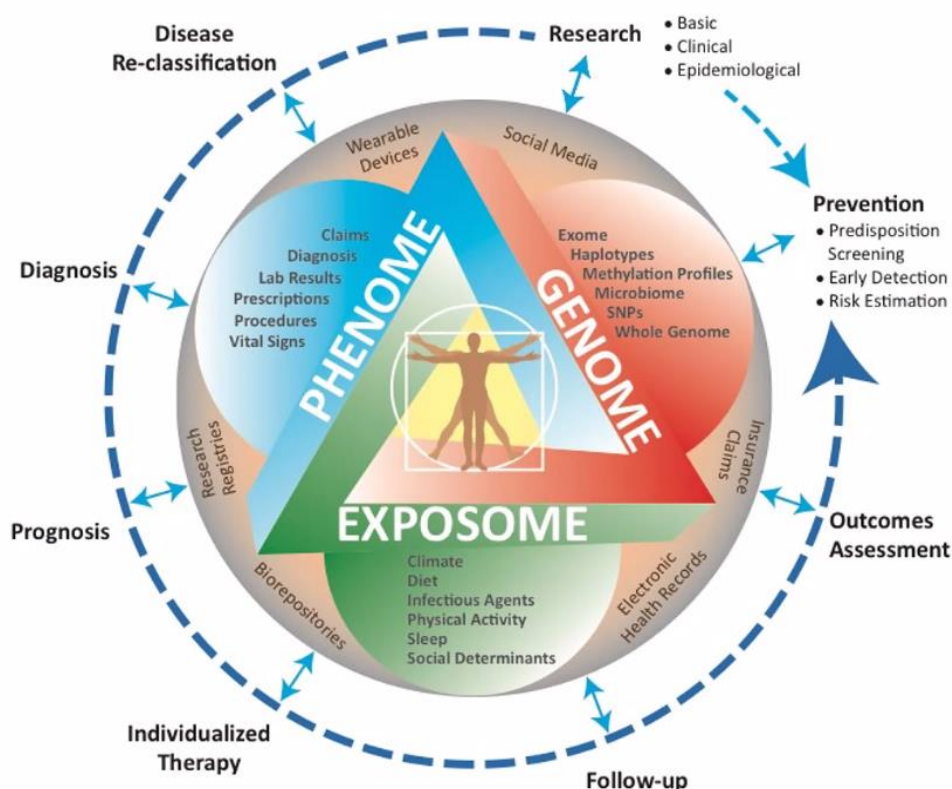 Disease
Re-classification
Research
• Basic
• Clinical
• Epidemiological
Wearable
Devices
Social Media
Prevention
• Predisposition
Screening
• Early Detection
• Risk Estimation
Diagnosis
Claims
Diagnosis
Lab Results
Prescriptions
Procedures
Vital Signs
PHENOME
GENOME
Exome
Haplotypes
Methylation Profiles
Microbiome
SNPs
Whole Genome
Research
Registries
Insurance
Claims
Prognosis
EXPOSOME
Outcomes
Assessment
Climate
Diet
Infectious Agents
Physical Activity
Sleep
Social Determinants
Biorepositories
Electronic
Health Records
Individualized
Therapy
Follow-up